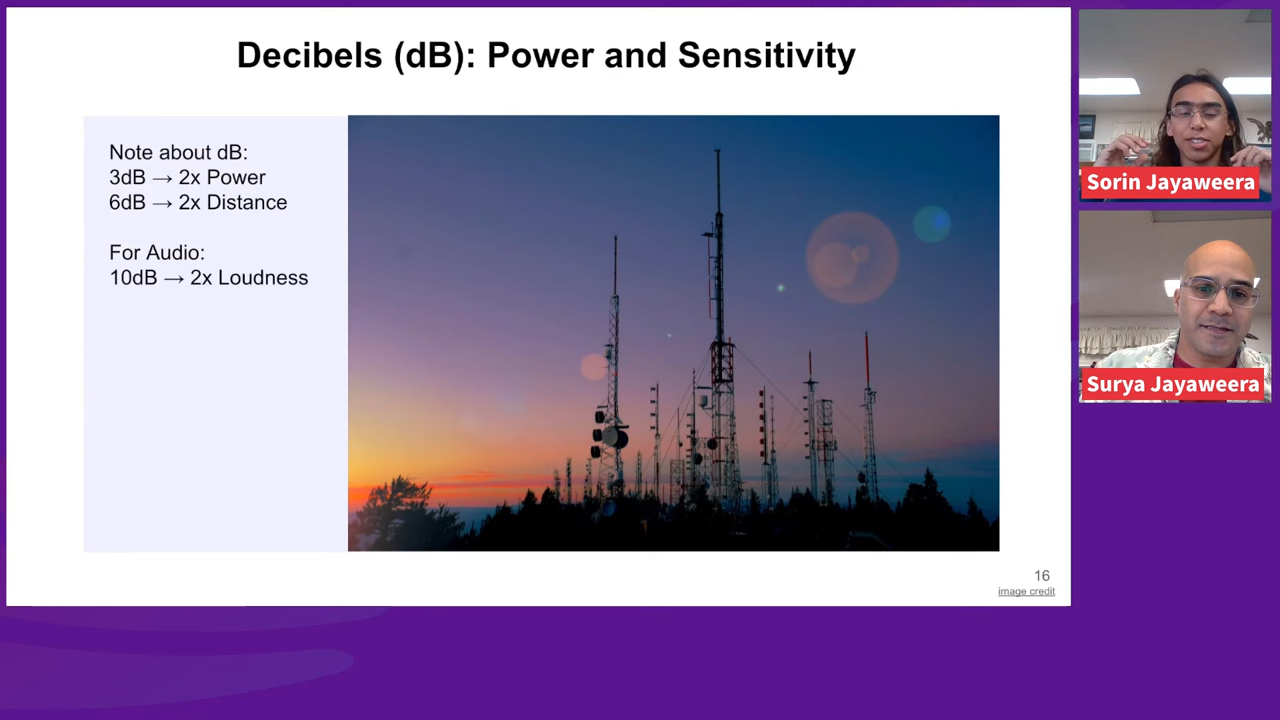 Decibels (dB): Power and Sensitivity
Note about dB:
3dB → 2x Power
6dB → 2x Distance
For Audio:
10dB → 2x Loudness
16
image credit
Sorin Jayaweera
Surya Jayaweera